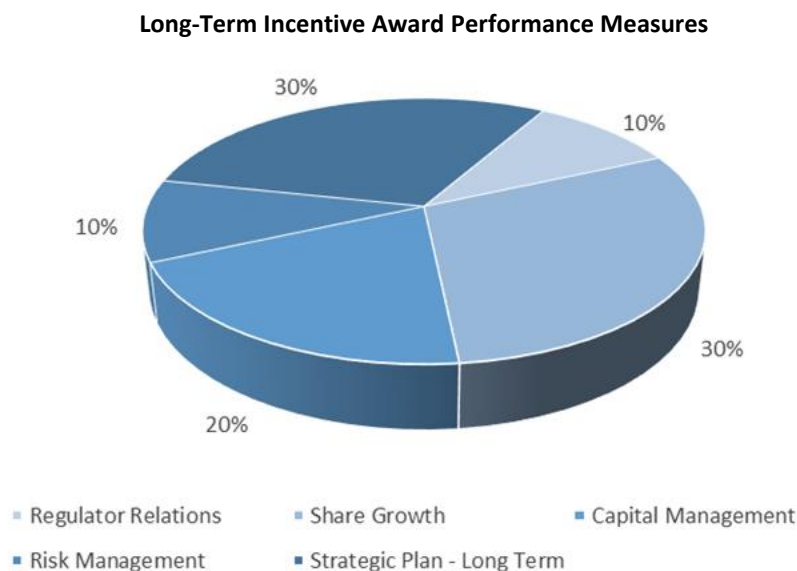 Long-Term Incentive Award Performance Measures
30%
10%
10%
30%
20%
Regulator Relations
Share Growth
Capital Management
Risk Management
Strategic Plan - Long Term